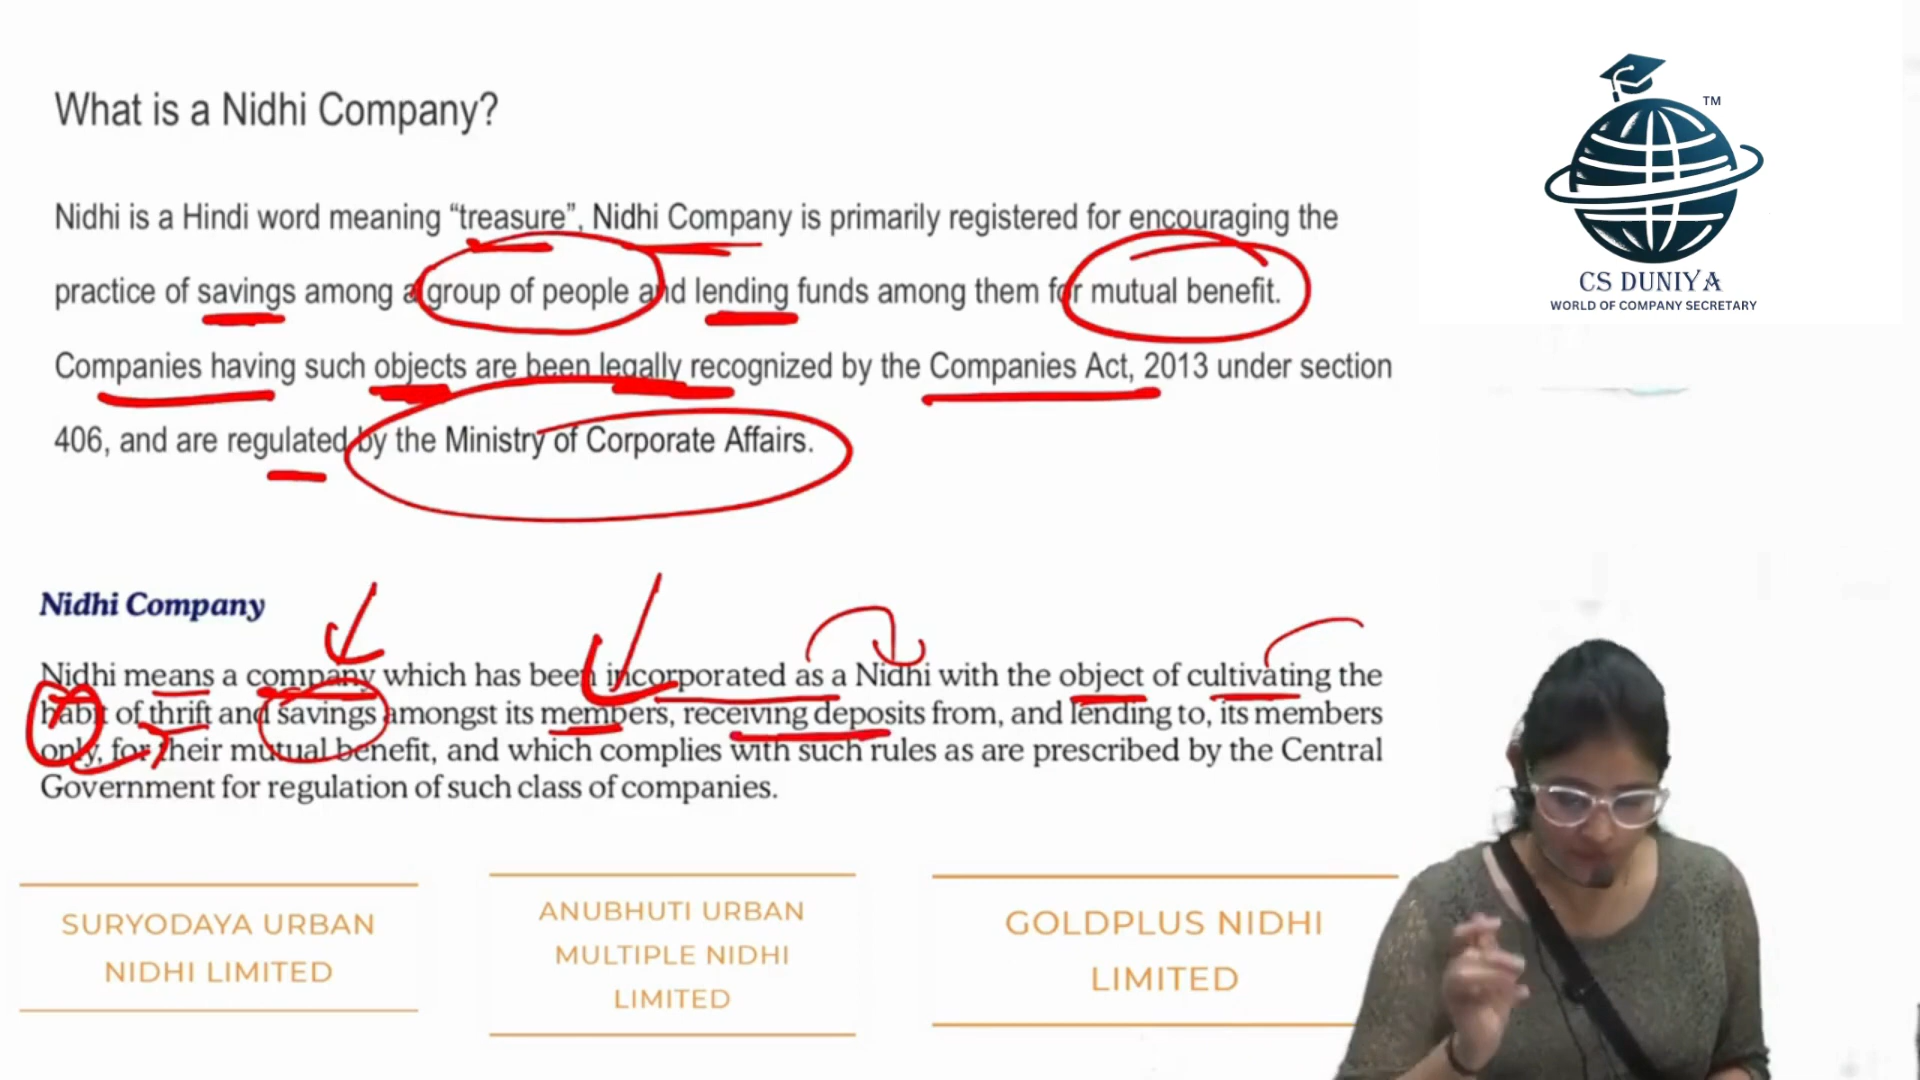 What is a Nidhi Company?
Nidhi is a Hindi word meaning “treasure”, Nidhi Company is primarily registered for encouraging the
practice of savings among a group of people and lending funds among them for mutual benefit.
Companies having such objects are been legally recognized by the Companies Act, 2013 under section
406, and are regulated by the Ministry of Corporate Affairs.
TM
CS DUNIYA
WORLD OF COMPANY SECRETARY
Nidhi Company
Nidhi means a company which has been incorporated as a Nidhi with the object of cultivating the
habit of thrift and savings amongst its members, receiving deposits from, and lending to, its members
only, for their mutual benefit, and which complies with such rules as are prescribed by the Central
Government for regulation of such class of companies.
SURYODAYA URBAN
NIDHI LIMITED
ANUBHUTI URBAN
MULTIPLE NIDHI
LIMITED
GOLDPLUS NIDHI
LIMITED